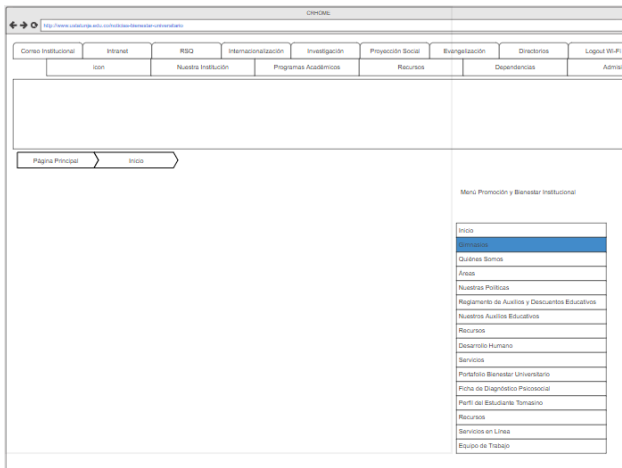 CHHOME
Correo Institucional
Intranet
RSQ
Internacionalización
Investigación
Proyección Social
Evangelización
Directorios
Logout Wi-Fi
icon
Nuestra Institución
Programas Académicos
Recursos
Dependencias
Admisi
Página Principal
Inicio
Menú Promoción y Bienestar Institucional
Inicio
Gimnasios
Quiénes Somos
Áreas
Nuestras Políticas
Reglamento de Auxilios y Descuentos Educativos
Nuestros Auxilios Educativos
Recursos
Desarrollo Humano
Servicios
Portafolio Bienestar Universitario
Ficha de Diagnóstico Psicosocial
Perfil del Estudiante Tomasino
Recursos
Servicios en Línea
Equipo de Trabajo